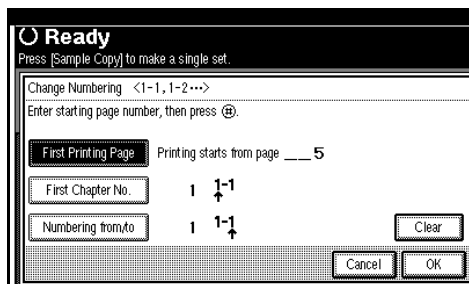 Ready
Press [Sample Copy] to make a single set.
Change Numbering <1-1,1-2…>
Enter starting page number, then press (#).
First Printing Page Printing starts from page __5
First Chapter No. 1 1-1
Numbering from/to 1 1-1 Clear
Cancel OK